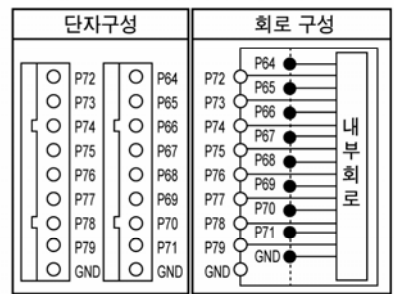 단자구성 회로 구성
P72 P64
P73 P65
P74 P66
P75 P67
P76 P68
P77 P69
P78 P70
P79 P71
GND GND
P64
P72
P65
P73
P66
P74
P67
P75
P68
P76
P69
P77
P70
P78
P71
P79
GND
GND
내부회로